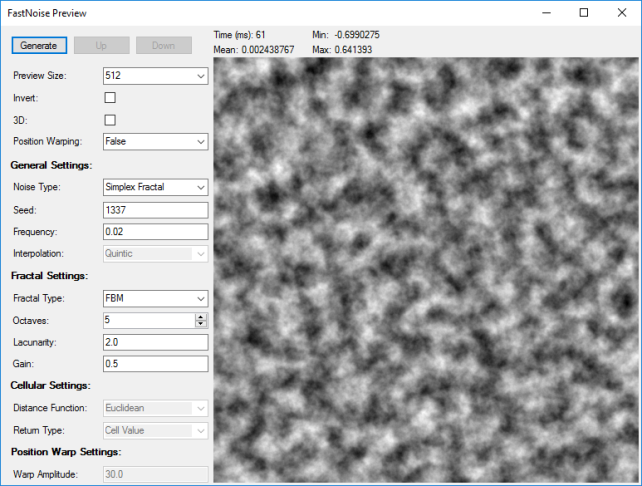 FastNoise Preview
Generate Up Down
Time (ms): 61 Min: -0.6990275
Mean: 0.002438767 Max: 0.641393
Preview Size: 512
Invert:
3D:
Position Warping: False
General Settings:
Noise Type: Simplex Fractal
Seed: 1337
Frequency: 0.02
Interpolation: Quintic
Fractal Settings:
Fractal Type: FBM
Octaves: 5
Lacunarity: 2.0
Gain: 0.5
Cellular Settings:
Distance Function: Euclidean
Return Type: Cell Value
Position Warp Settings:
Warp Amplitude: 30.0